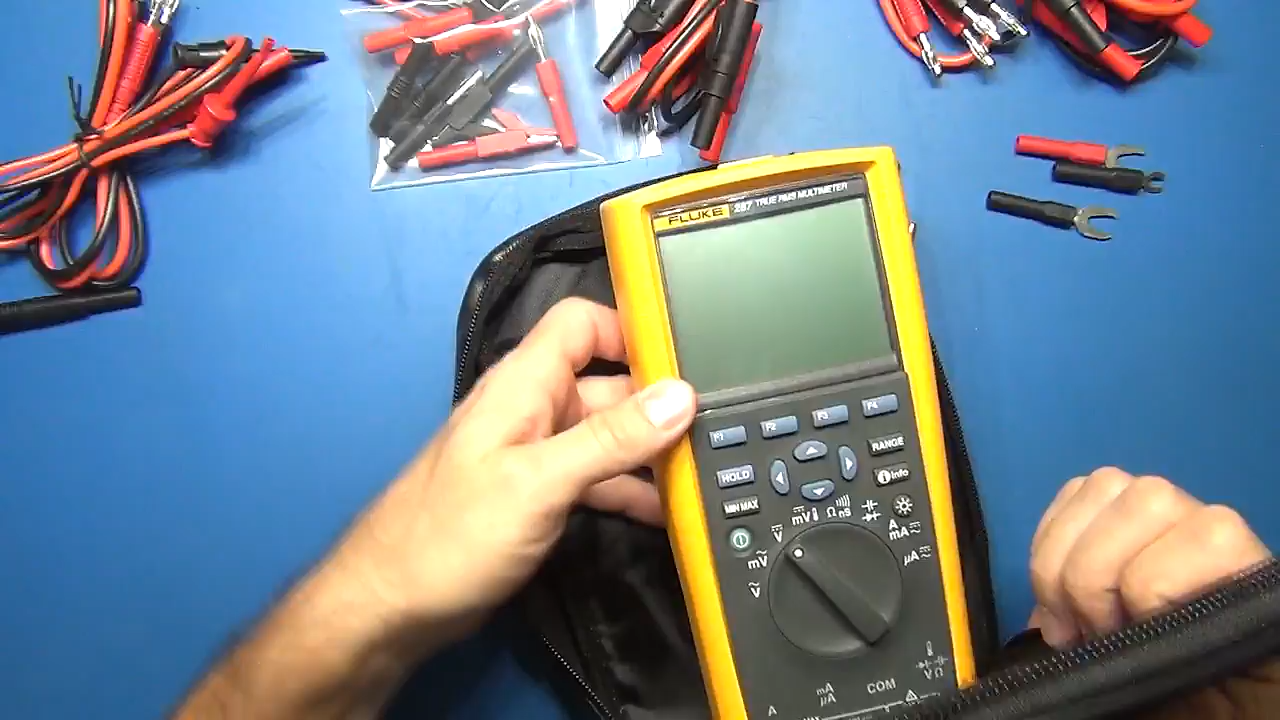 FLUKE 287 TRUE RMS MULTIMETER
F1 F2 F3 F4
HOLD RANGE
MIN MAX info
mV Ω nS
V A
mV mA
V µA
mA
µA
A COM VΩ